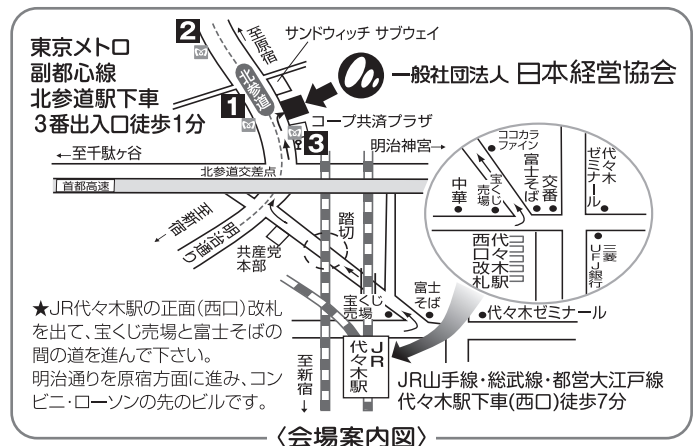 東京メトロ
副都心線
北参道駅下車
3番出入口徒歩1分
2
至原宿
サンドウィッチ サブウェイ
北参道
一般社団法人 日本経営協会
1
コープ共済プラザ
3
←至千駄ヶ谷
明治神宮→
北参道交差点
首都高速
至新宿
明治通り
共産党
本部
踏切
宝くじ
売場
富士
そば
代々木ゼミナール
ココカラ
ファイン
中華
宝くじ
売場
富士そば
交番
代々木
ゼミナール
代々木駅
西口改札
三菱
UFJ銀行
★JR代々木駅の正面(西口)改札
を出て、宝くじ売場と富士そばの
間の道を進んで下さい。
明治通りを原宿方面に進み、コン
ビニ・ローソンの先のビルです。
至新宿↓
JR
代々木駅
JR山手線・総武線・都営大江戸線
代々木駅下車(西口)徒歩7分
〈会場案内図〉